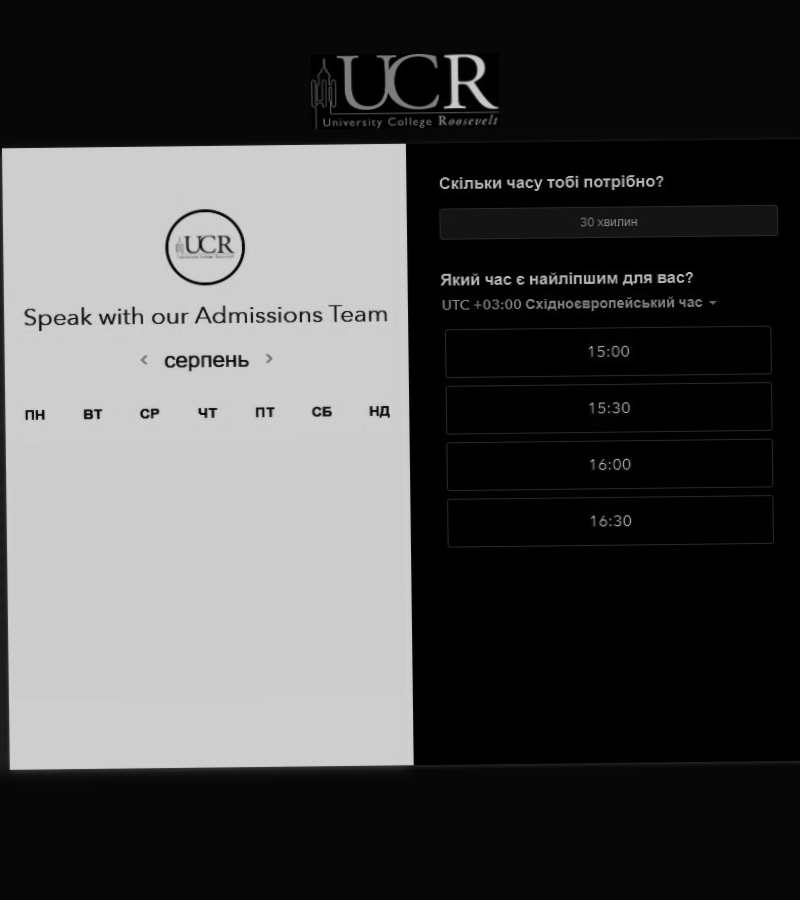 UCR
University College Roosevelt
UCR
University College Roosevelt
Speak with our Admissions Team
серпень
ПН ВТ СР ЧТ ПТ СБ НД
Скільки часу тобі потрібно?
30 хвилин
Який час є найліпшим для вас?
UTC +03:00 Східноєвропейський час
15:00
15:30
16:00
16:30